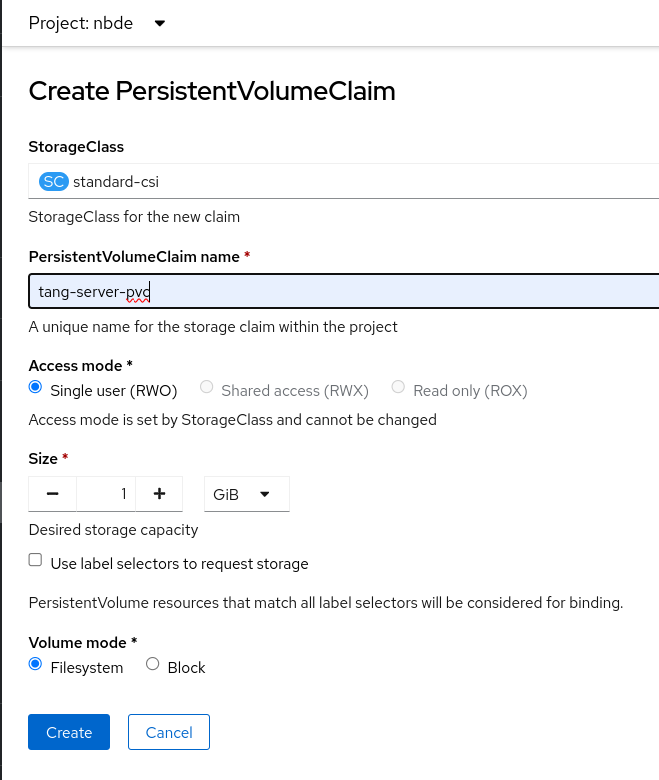 Project: nbde
Create PersistentVolumeClaim
StorageClass
SC standard-csi
StorageClass for the new claim
PersistentVolumeClaim name *
tang-server-pvc
A unique name for the storage claim within the project
Access mode *
Single user (RWO) Shared access (RWX) Read only (ROX)
Access mode is set by StorageClass and cannot be changed
Size *
1 GiB
Desired storage capacity
Use label selectors to request storage
PersistentVolume resources that match all label selectors will be considered for binding.
Volume mode *
Filesystem Block
Create Cancel